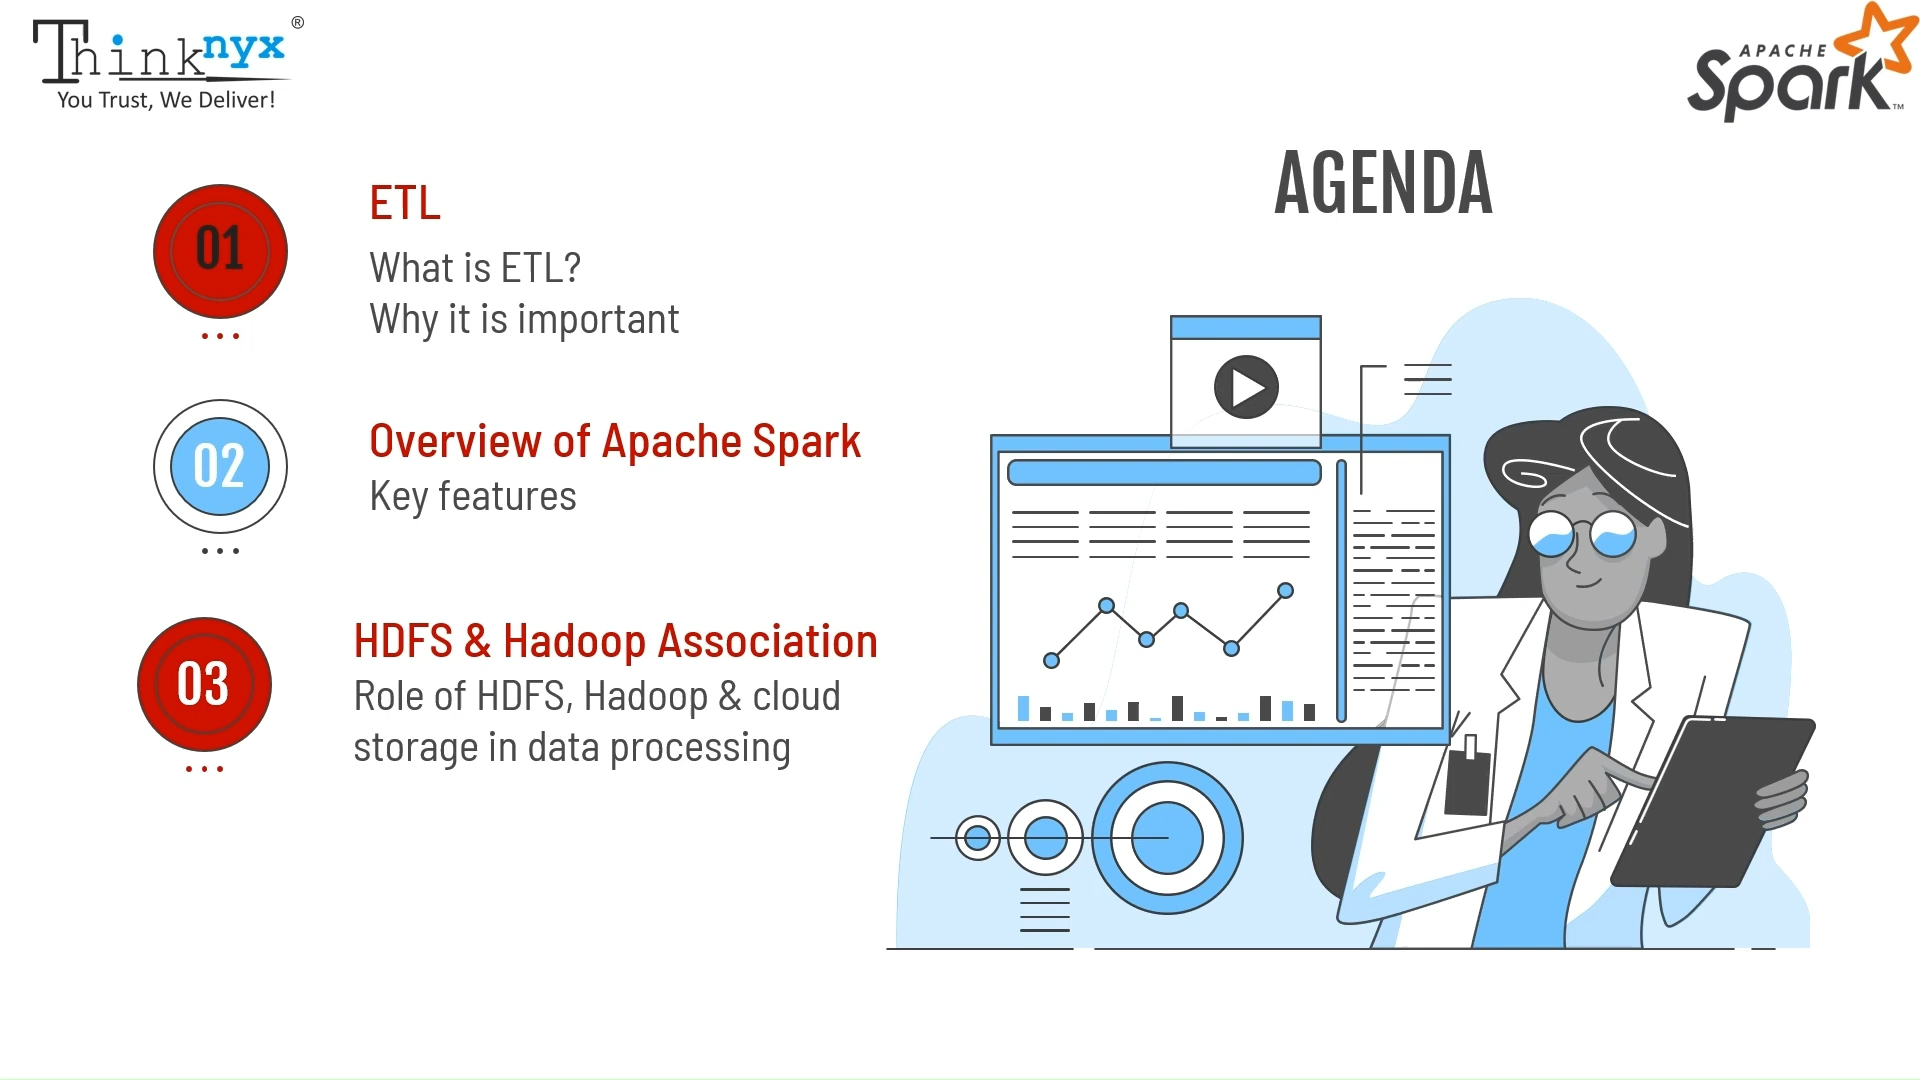 Thinknyx®
You Trust, We Deliver!
APACHE
Spark™
AGENDA
01
ETL
What is ETL?
Why it is important
02
Overview of Apache Spark
Key features
03
HDFS & Hadoop Association
Role of HDFS, Hadoop & cloud
storage in data processing